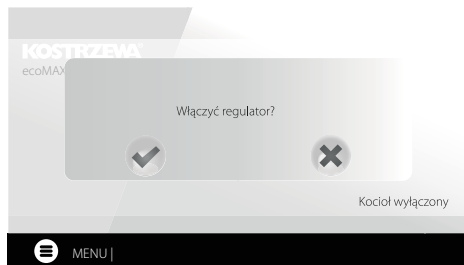 KOSTRZEWA
ecoMAX
Włączyć regulator?
Kocioł wyłączony
MENU |